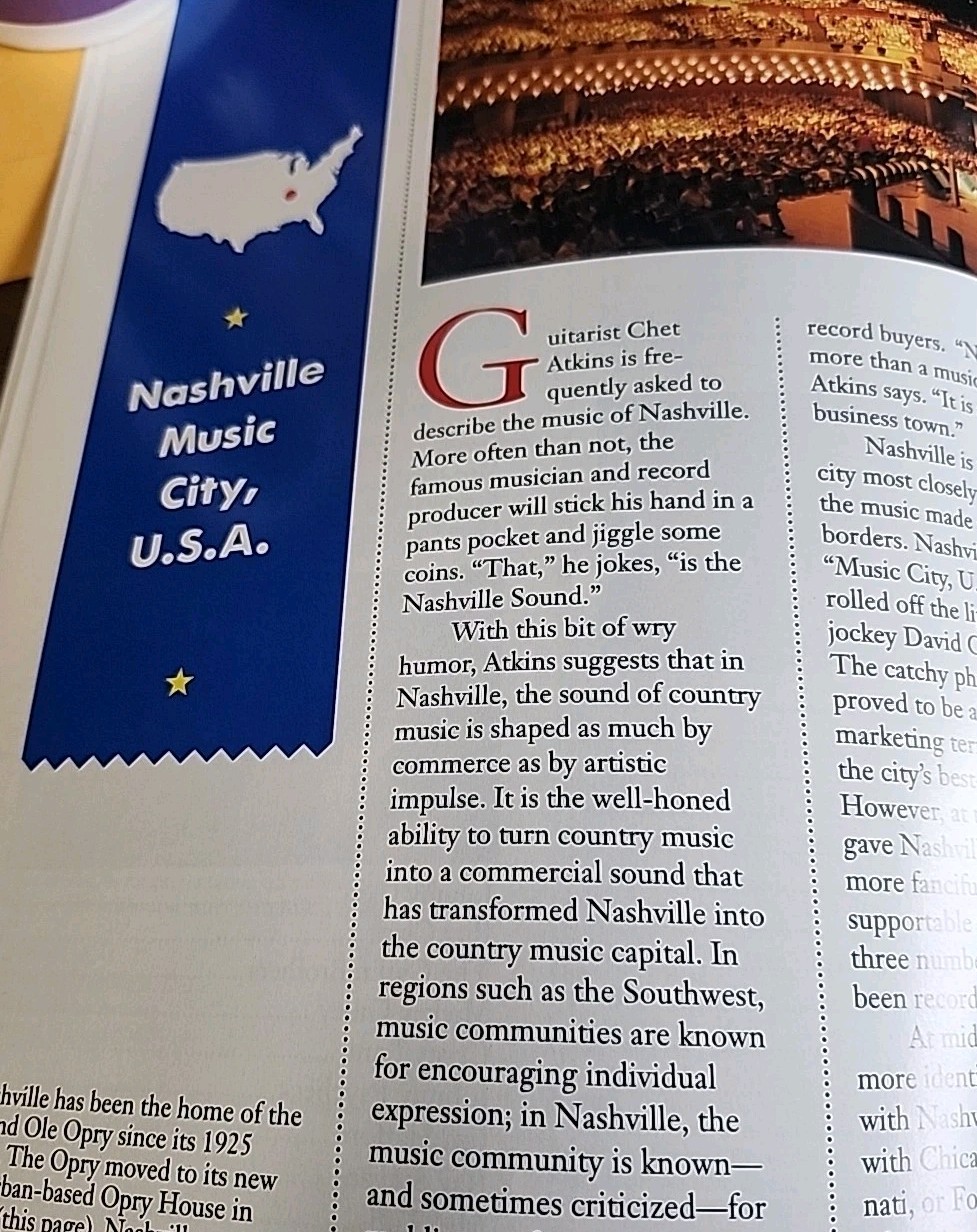 Nashville
Music
City,
U.S.A.
Guitarist Chet
Atkins is fre-
quently asked to
describe the music of Nashville.
More often than not, the
famous musician and record
producer will stick his hand in a
pants pocket and jiggle some
coins. “That,” he jokes, “is the
Nashville Sound.”
With this bit of wry
humor, Atkins suggests that in
Nashville, the sound of country
music is shaped as much by
commerce as by artistic
impulse. It is the well-honed
ability to turn country music
into a commercial sound that
has transformed Nashville into
the country music capital. In
regions such as the Southwest,
music communities are known
for encouraging individual
expression; in Nashville, the
music community is known—
and sometimes criticized—for
record buyers.
more than a
Atkins says. “It is
business town.”
Nashville is
city most closely
the music made
borders.
“Music City,
rolled off the
jockey David
The catchy
proved to be a
marketing
the city’s best
However, at
gave
more
supportable
three
been
At
more
with
with
nati, or
has been the home of the
Ole Opry since its 1925
The Opry moved to its new
Opry House in
(this page),